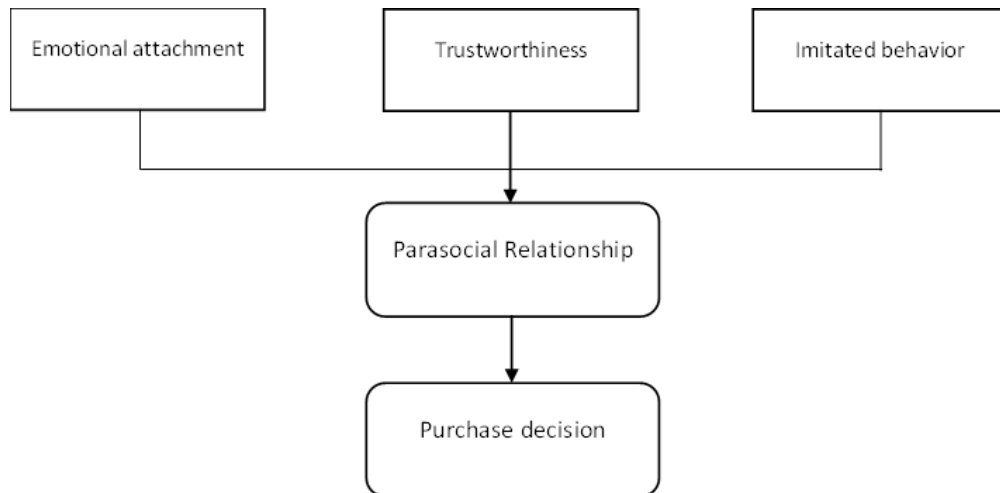 Emotional attachment
Trustworthiness
Imitated behavior
Parasocial Relationship
Purchase decision